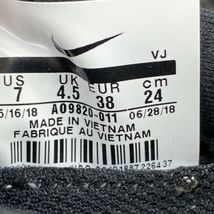 VJ
US UK EUR cm
7 4.5 38 24
05/16/18 AO9820-011 06/28/18
MADE IN VIETNAM
FABRIQUE AU VIETNAM